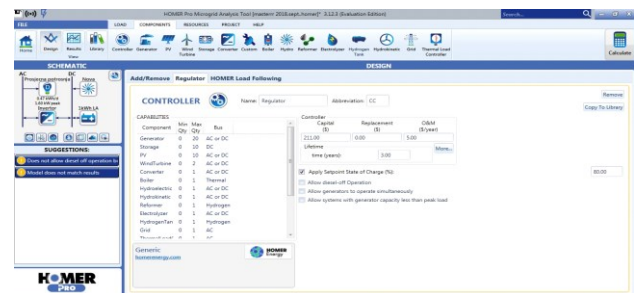 HOMER Pro Microgrid Analysis Tool [master+ 2018.sept.homer]* 3.12.0 (Evaluation Edition)
Search...
FILE
LOAD COMPONENTS RESOURCES PROJECT HELP
Home Design Results Library Controller Generator PV Wind Turbine Storage Converter Custom Boiler Hydro Reformer Electrolyzer Hydrogen Tank Hydrokinetic Grid Thermal Load Controller Calculate
View
SCHEMATIC DESIGN
AC DC
Add/Remove Regulator HOMER Load Following
Inverter 1kWh LA
SUGGESTIONS:
Does not allow diesel off operation b
Model does not match results
CONTROLLER
Name: Regulator Abbreviation: CC
Remove
Copy To Library
CAPABILITIES
Component Min Qty Max Qty Bus
Generator 0 20 AC or DC
Storage 0 10 DC
PV 0 10 AC or DC
WindTurbine 0 2 AC or DC
Converter 0 1 AC or DC
Boiler 0 1 Thermal
Hydroelectric 0 1 AC or DC
Hydrokinetic 0 1 AC or DC
Reformer 0 1 Hydrogen
Electrolyzer 0 1 AC or DC
HydrogenTan 0 1 Hydrogen
Grid 0 1 AC
Controller
Capital ($) Replacement ($) O&M ($/year)
211.00 0.00 5.00
Lifetime
time (years): 3.00 More...
Apply Setpoint State of Charge (%): 80.00
Allow diesel-off Operation
Allow generators to operate simultaneously
Allow systems with generator capacity less than peak load
Generic
homerenergy.com
HOMER Energy
HOMER
PRO